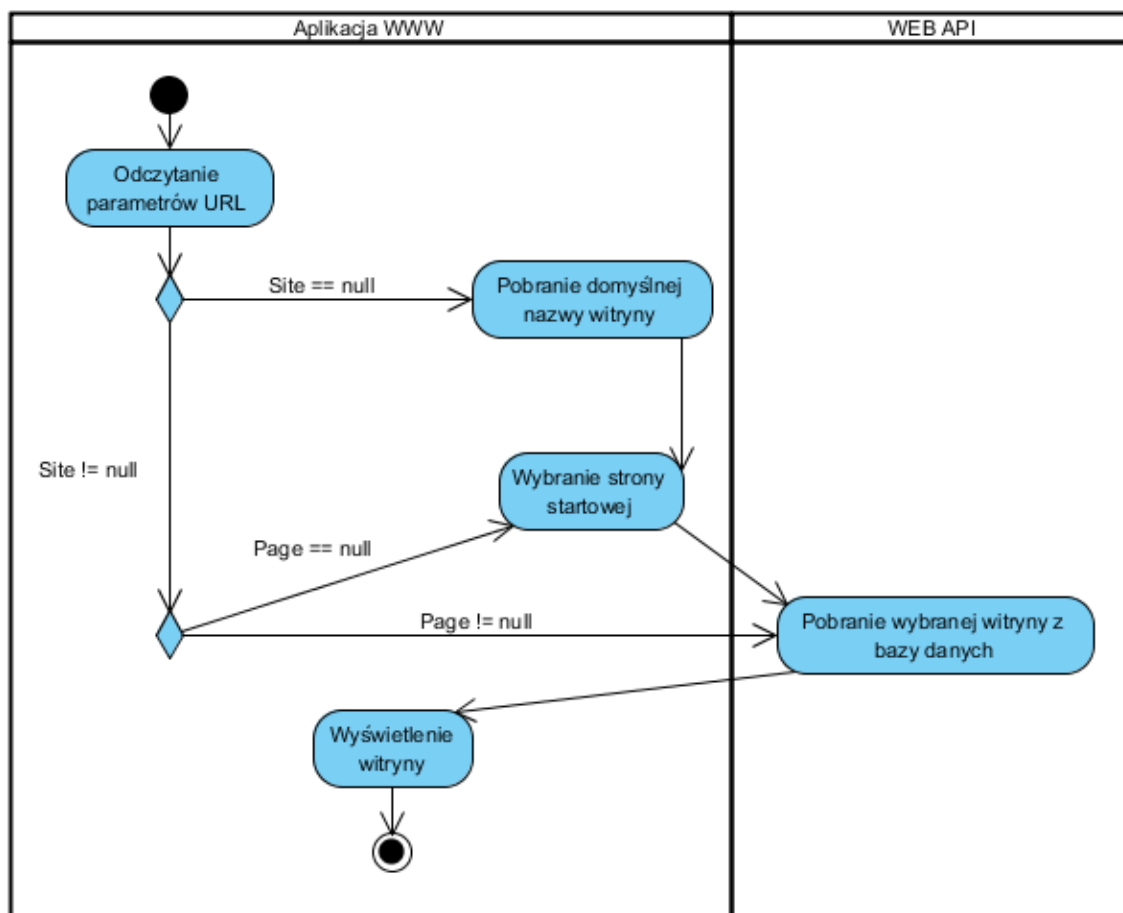 Aplikacja WWW
WEB API
Odczytanie
parametrów URL
Site == null
Pobranie domyślnej
nazwy witryny
Site != null
Wybranie strony
startowej
Page == null
Page != null
Pobranie wybranej witryny z
bazy danych
Wyświetlenie
witryny